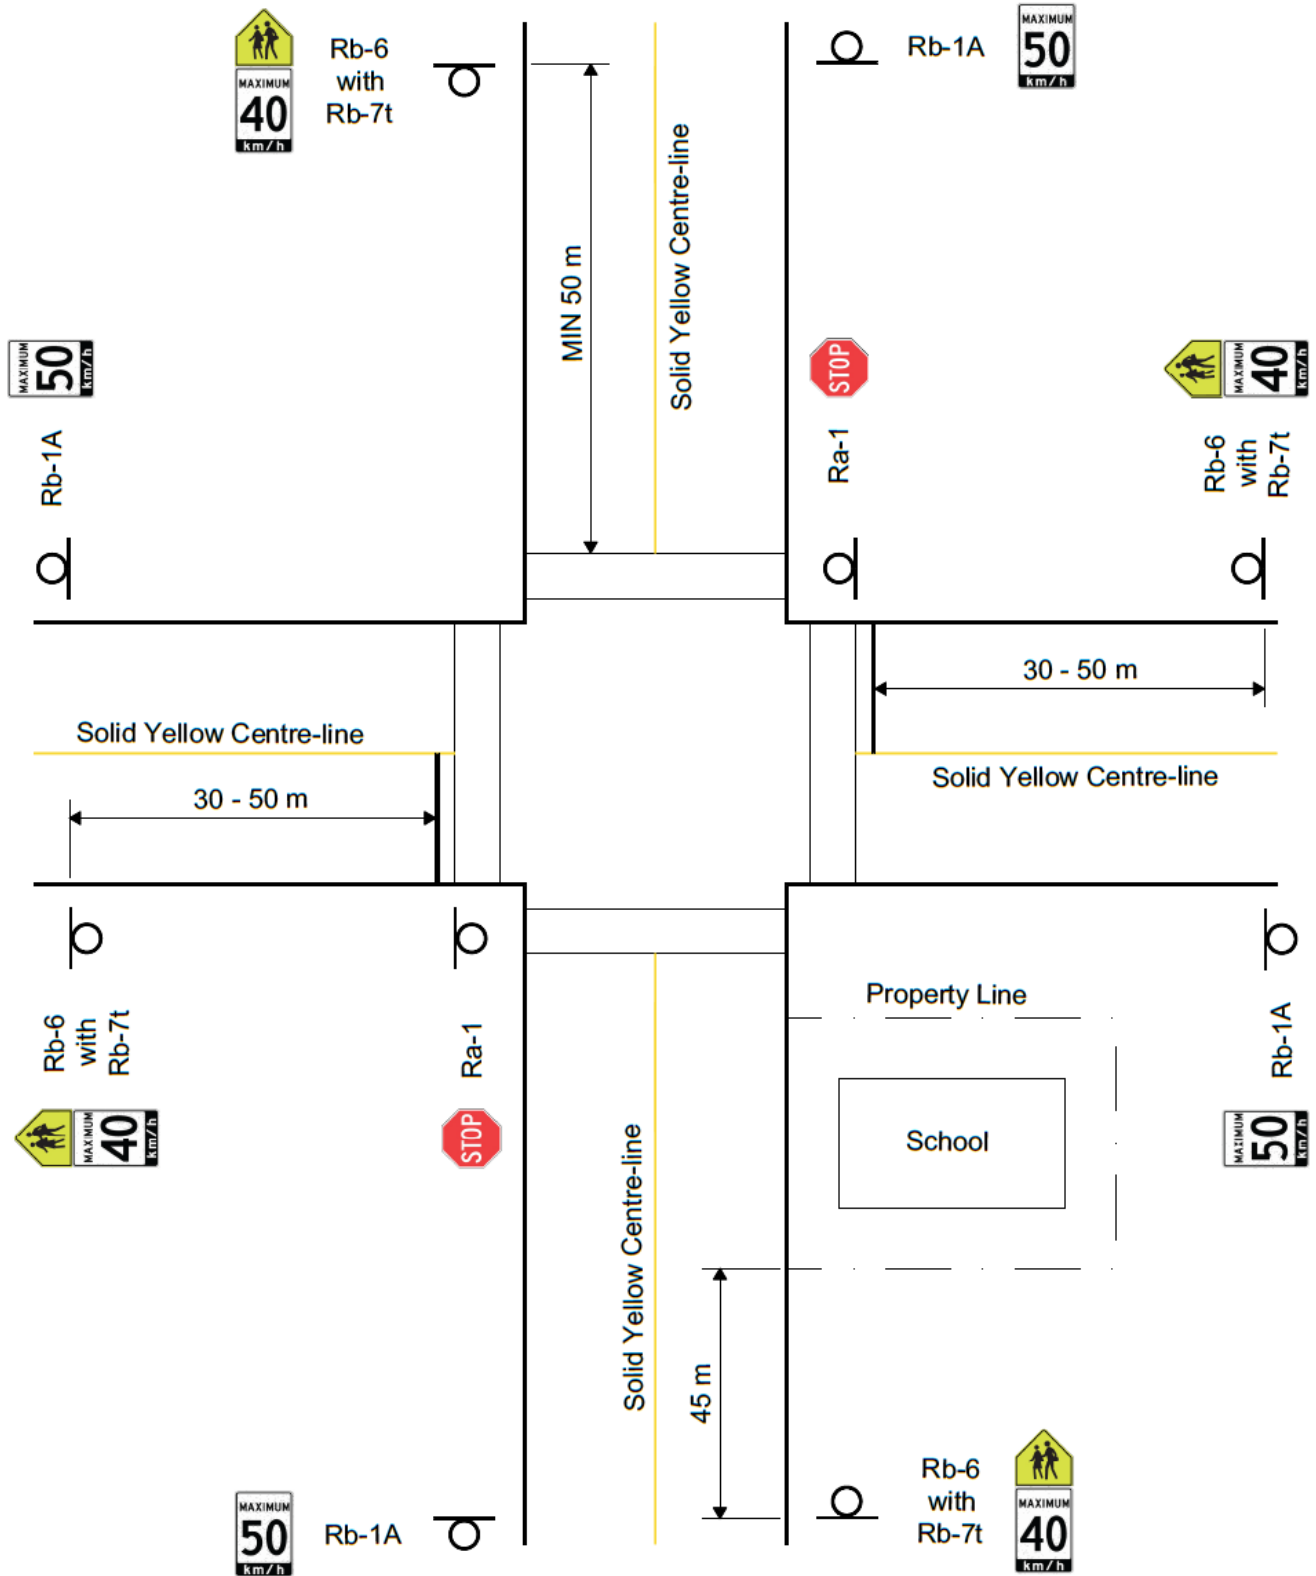 MAXIMUM
40
km/h
Rb-6
with
Rb-7t
Rb-1A
MAXIMUM
50
km/h
MIN 50 m
Solid Yellow Centre-line
MAXIMUM
50
km/h
Rb-1A
STOP
Ra-1
MAXIMUM
40
km/h
Rb-6
with
Rb-7t
30 - 50 m
Solid Yellow Centre-line
Solid Yellow Centre-line
30 - 50 m
Rb-6
with
Rb-7t
MAXIMUM
40
km/h
Ra-1
STOP
Property Line
School
Rb-1A
MAXIMUM
50
km/h
Solid Yellow Centre-line
45 m
MAXIMUM
50
km/h
Rb-1A
Rb-6
with
Rb-7t
MAXIMUM
40
km/h